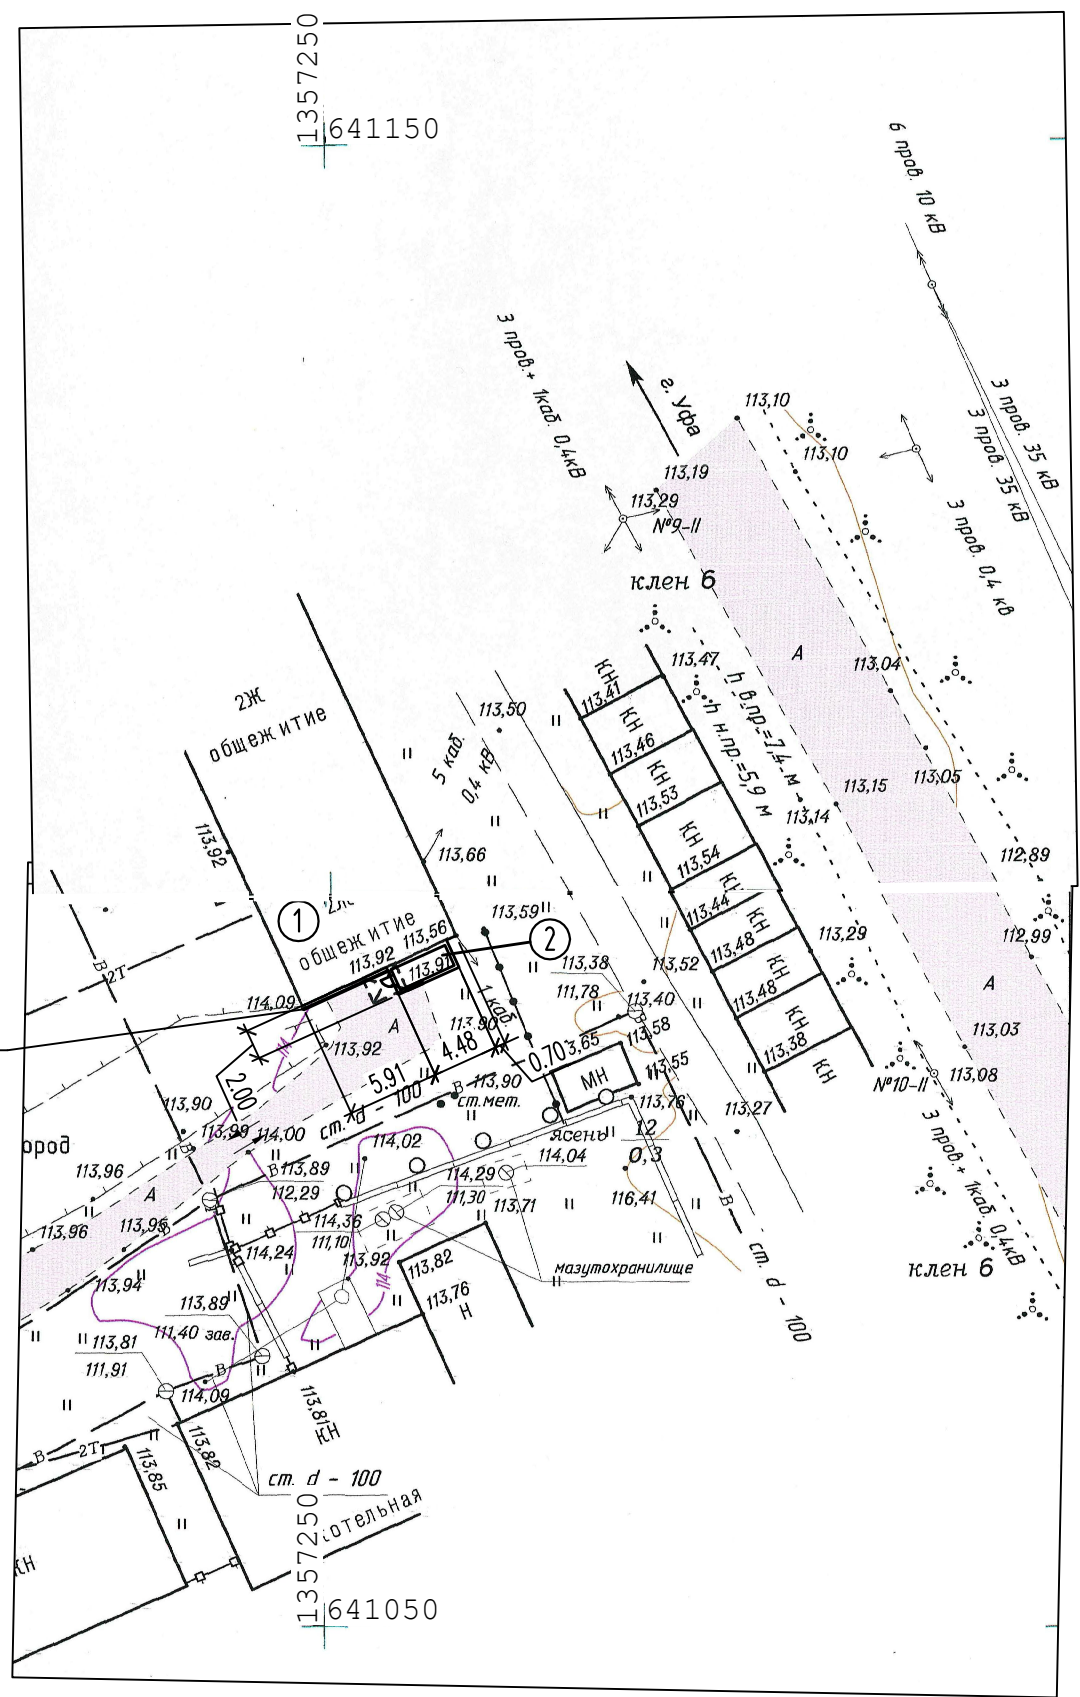 1357250
641150
6 пров. 10 кВ
3 пров.+ 1каб. 0,4кВ
г. Уфа
113,10
113,10
3 пров. 35 кВ
3 пров. 35 кВ
113,19
113,29
№9-II
3 пров. 0,4 кв
клен 6
А
113,04
КН
113,47
113,41
h в.пр.=7,4 м
h н.пр.=5,9 м
2Ж
общежитие
113,50
КН
113,46
5 каб.
0,4 кВ
КН
113,53
113,05
113,15
113,14
113,92
113,66
КН
113,54
112,89
КН
113,44
1
общежитие
113,56
113,59
2
КН
113,48
113,29
112,99
В
2Т
113,92
113,97
113,38
113,52
КН
113,48
А
114,09
111,78
113,40
1 каб.
А
113,90
113,58
КН
113,38
113,03
114
113,92
4.48
0.70
3,65
113,55
КН
№10-II
113,08
2.00
5.91
В
113,90
МН
ст. d - 100
ст.мет.
113,76
113,27
3 пров.+ 1каб. 0,4кВ
113,90
113,99
114,00
ясень
12
0,3
ород
В
114,02
114,04
113,96
В
113,89
112,29
114,29
111,30
116,41
А
113,71
В
113,96
113,95
В
114,36
111,10
114,24
113,92
114
113,82
мазутохранилище
ст. d - 100
клен 6
113,94
113,76
Н
113,89
111,40 зав.
113,81
111,91
В
114,09
113,81
КН
В
2Т
113,82
113,85
ст. d - 100
котельная
КН
1357250
641050